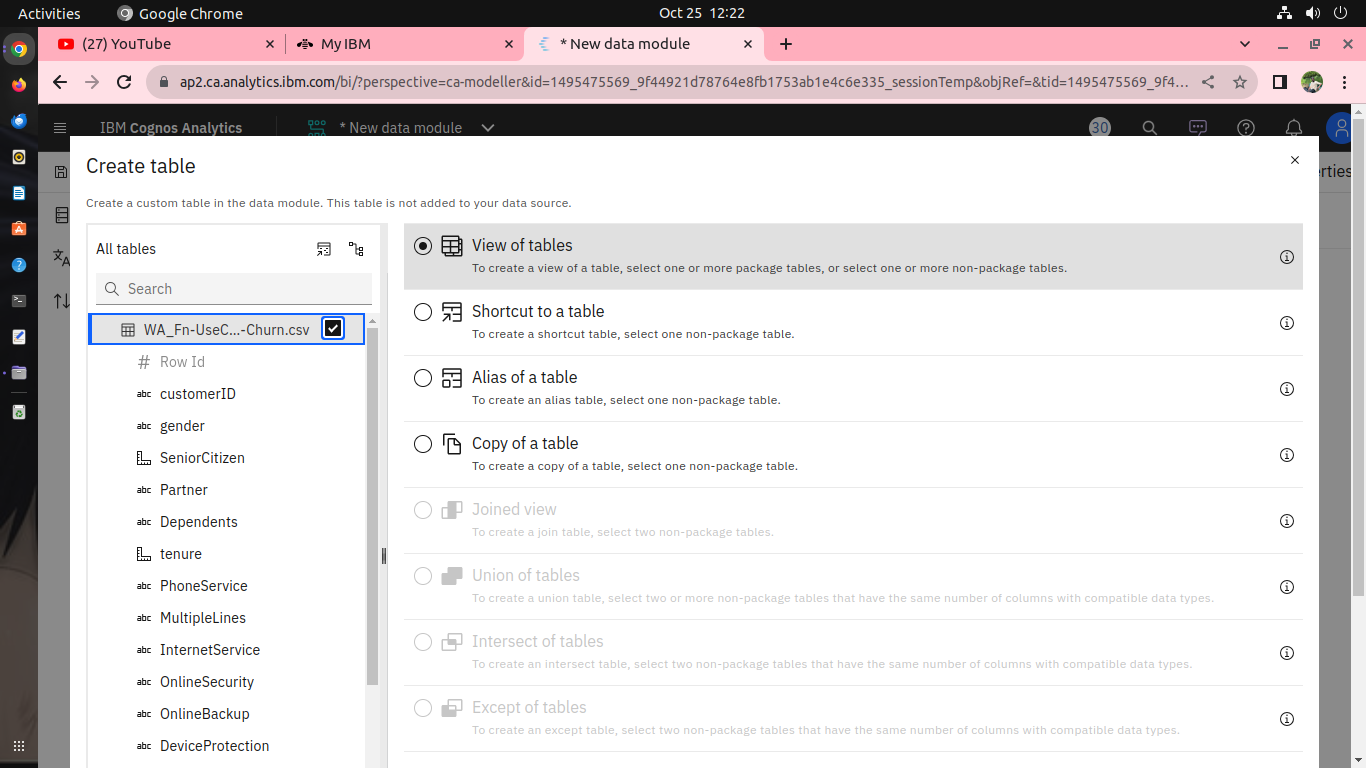 Activities
Google Chrome
Oct 25 12:22
(27) YouTube
My IBM
* New data module
ap2.ca.analytics.ibm.com/bi/?perspective=ca-modeller&id=1495475569_9f44921d78764e8fb1753ab1e4c6e335_sessionTemp&objRef=&tid=1495475569_9f4...
IBM Cognos Analytics
* New data module
30
Create table
erties
Create a custom table in the data module. This table is not added to your data source.
All tables
Search
WA_Fn-UseC...-Churn.csv
# Row Id
abc customerID
abc gender
SeniorCitizen
abc Partner
abc Dependents
tenure
abc PhoneService
abc MultipleLines
abc InternetService
abc OnlineSecurity
abc OnlineBackup
abc DeviceProtection
View of tables
To create a view of a table, select one or more package tables, or select one or more non-package tables.
Shortcut to a table
To create a shortcut table, select one non-package table.
Alias of a table
To create an alias table, select one non-package table.
Copy of a table
To create a copy of a table, select one non-package table.
Joined view
To create a join table, select two non-package tables.
Union of tables
To create a union table, select two or more non-package tables that have the same number of columns with compatible data types.
Intersect of tables
To create an intersect table, select two non-package tables that have the same number of columns with compatible data types.
Except of tables
To create an except table, select two non-package tables that have the same number of columns with compatible data types.